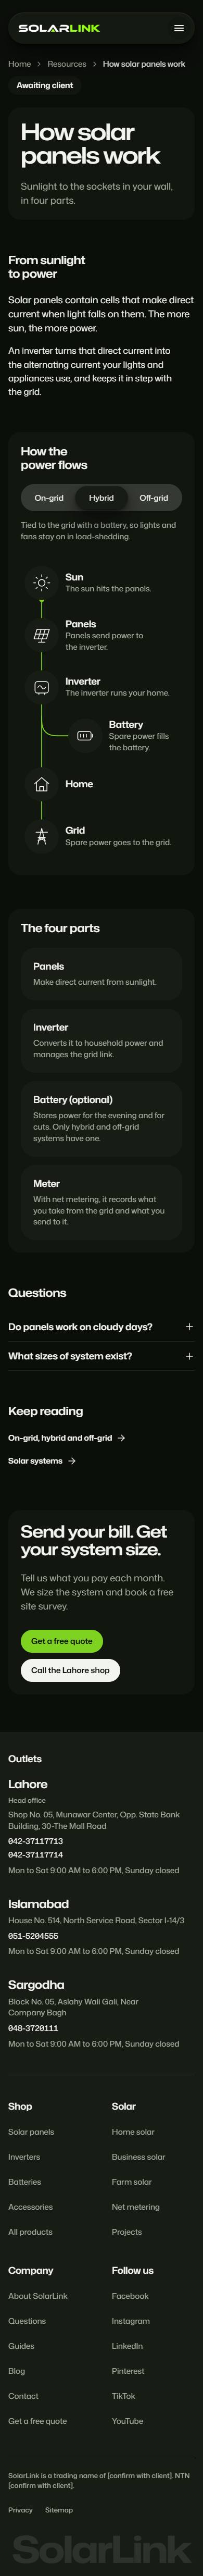 SOLARLINK
Home > Resources > How solar panels work
Awaiting client
How solar
panels work
Sunlight to the sockets in your wall,
in four parts.
From sunlight
to power
Solar panels contain cells that make direct
current when light falls on them. The more
sun, the more power.
An inverter turns that direct current into
the alternating current your lights and
appliances use, and keeps it in step with
the grid.
How the
power flows
On-grid Hybrid Off-grid
Tied to the grid with a battery, so lights and
fans stay on in load-shedding.
Sun
The sun hits the panels.
Panels
Panels send power to
the inverter.
Inverter
The inverter runs your home.
Battery
Spare power fills
the battery.
Home
Grid
Spare power goes to the grid.
The four parts
Panels
Make direct current from sunlight.
Inverter
Converts it to household power and
manages the grid link.
Battery (optional)
Stores power for the evening and for
cuts. Only hybrid and off-grid
systems have one.
Meter
With net metering, it records what
you take from the grid and what you
send to it.
Questions
Do panels work on cloudy days?
What sizes of system exist?
Keep reading
On-grid, hybrid and off-grid →
Solar systems →
Send your bill. Get
your system size.
Tell us what you pay each month.
We size the system and book a free
site survey.
Get a free quote
Call the Lahore shop
Outlets
Lahore
Head office
Shop No. 05, Munawar Center, Opp. State Bank
Building, 30-The Mall Road
042-37117713
042-37117714
Mon to Sat 9:00 AM to 6:00 PM, Sunday closed
Islamabad
House No. 514, North Service Road, Sector I-14/3
051-5204555
Mon to Sat 9:00 AM to 6:00 PM, Sunday closed
Sargodha
Block No. 05, Aslahy Wali Gali, Near
Company Bagh
048-3720111
Mon to Sat 9:00 AM to 6:00 PM, Sunday closed
Shop
Solar panels
Inverters
Batteries
Accessories
All products
Solar
Home solar
Business solar
Farm solar
Net metering
Projects
Company
About SolarLink
Questions
Guides
Blog
Contact
Get a free quote
Follow us
Facebook
Instagram
LinkedIn
Pinterest
TikTok
YouTube
SolarLink is a trading name of [confirm with client]. NTN
[confirm with client].
Privacy Sitemap
SolarLink